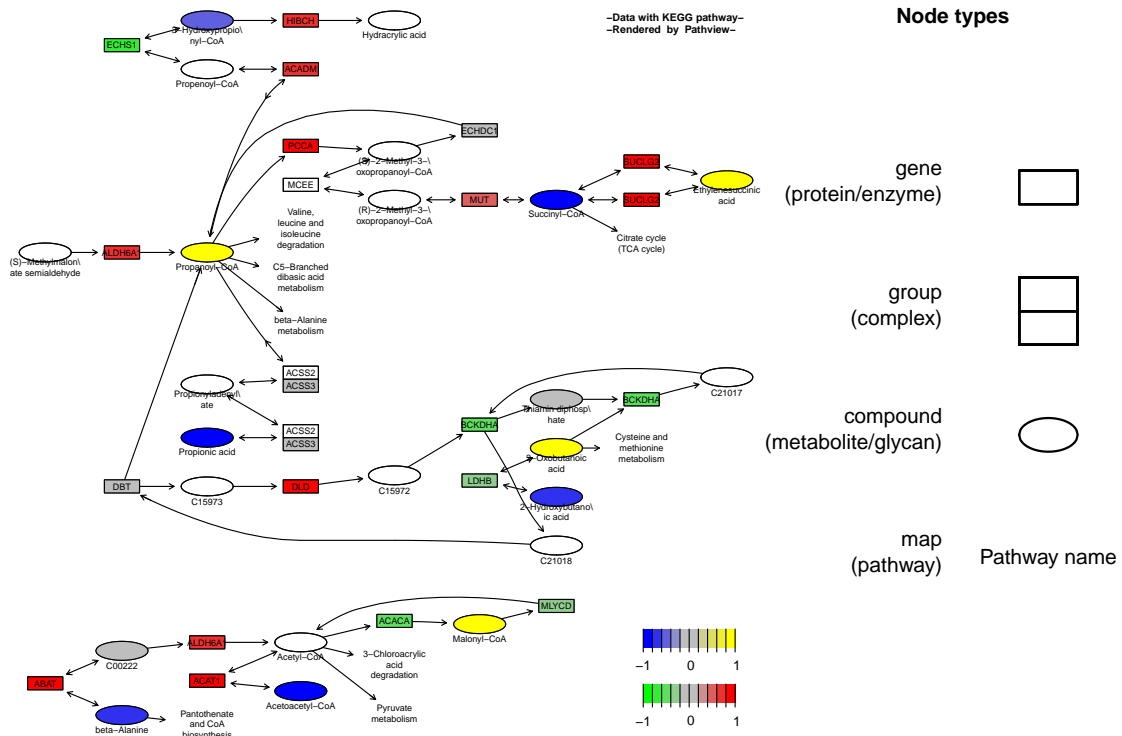 –Data with KEGG pathway–
–Rendered by Pathview–
Node types
HIBCH
3–Hydroxypropio\
nyl–CoA
Hydracrylic acid
ECHS1
Propenoyl–CoA
ACADM
ECHDC1
PCCA
(S)–2–Methyl–3–\
oxopropanoyl–CoA
MCEE
(R)–2–Methyl–3–\
oxopropanoyl–CoA
MUT
Succinyl–CoA
SUCLG2
SUCLG2
Ethylenesuccinic
acid
Citrate cycle
(TCA cycle)
Valine,
leucine and
isoleucine
degradation
(S)–Methylmalon\
ate semialdehyde
ALDH6A1
Propanoyl–CoA
C5–Branched
dibasic acid
metabolism
beta–Alanine
metabolism
ACSS2
ACSS3
Propionyladenyl\
ate
ACSS2
ACSS3
Propionic acid
DBT
C15973
DLD
C15972
BCKDHA
Thiamin diphosp\
hate
BCKDHA
C21017
2–Oxobutanoic
acid
Cysteine and
methionine
metabolism
LDHB
2–Hydroxybutano\
ic acid
C21018
MLYCD
ACACA
Malonyl–CoA
C00222
ALDH6A1
Acetyl–CoA
3–Chloroacrylic
acid
degradation
ABAT
ACAT1
Acetoacetyl–CoA
Pyruvate
metabolism
beta–Alanine
Pantothenate
and CoA
biosynthesis
gene
(protein/enzyme)
group
(complex)
compound
(metabolite/glycan)
map
(pathway)
Pathway name
–1 0 1
–1 0 1